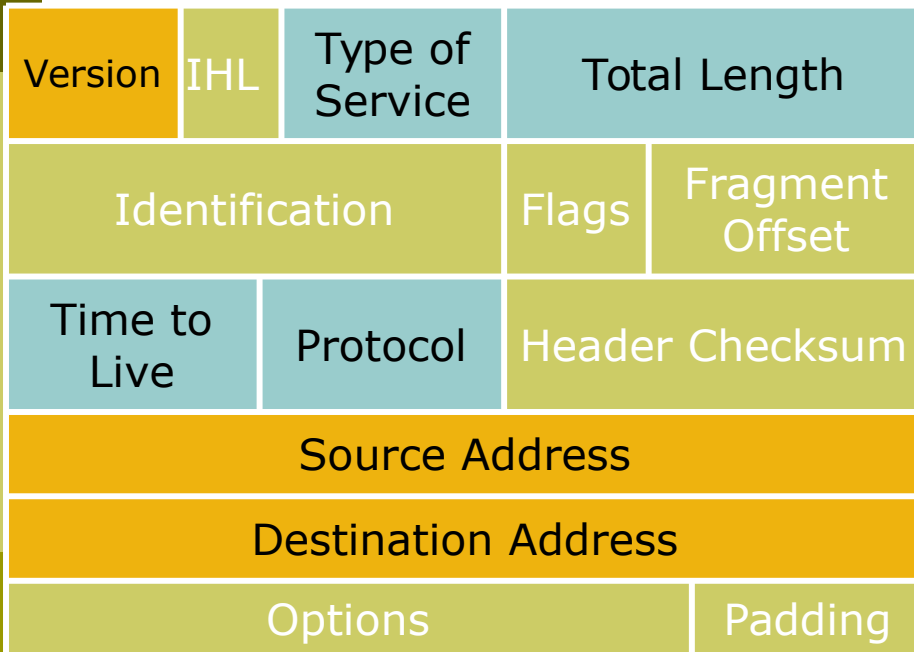 Version IHL Type of Service Total Length
Identification Flags Fragment Offset
Time to Live Protocol Header Checksum
Source Address
Destination Address
Options Padding